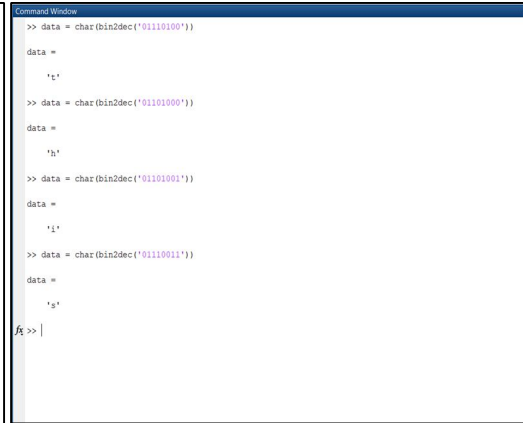 Command Window
>> data = char(bin2dec('01110100'))
data =
't'
>> data = char(bin2dec('01101000'))
data =
'h'
>> data = char(bin2dec('01101001'))
data =
'i'
>> data = char(bin2dec('01110011'))
data =
's'
fx >>